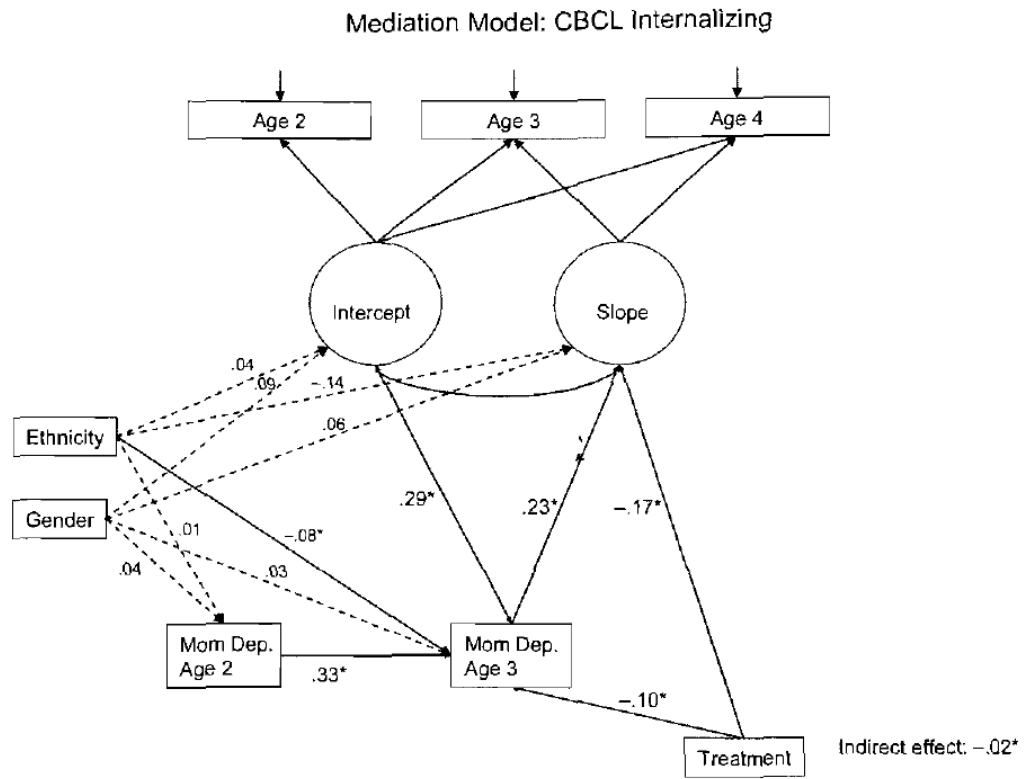 Mediation Model: CBCL Internalizing
Age 2
Age 3
Age 4
Intercept
Slope
.04
.09
–.14
.06
Ethnicity
Gender
.29*
.23*
–.17*
.01
–.08*
.04
.03
Mom Dep.
Age 2
.33*
Mom Dep.
Age 3
–.10*
Treatment
Indirect effect: –.02*